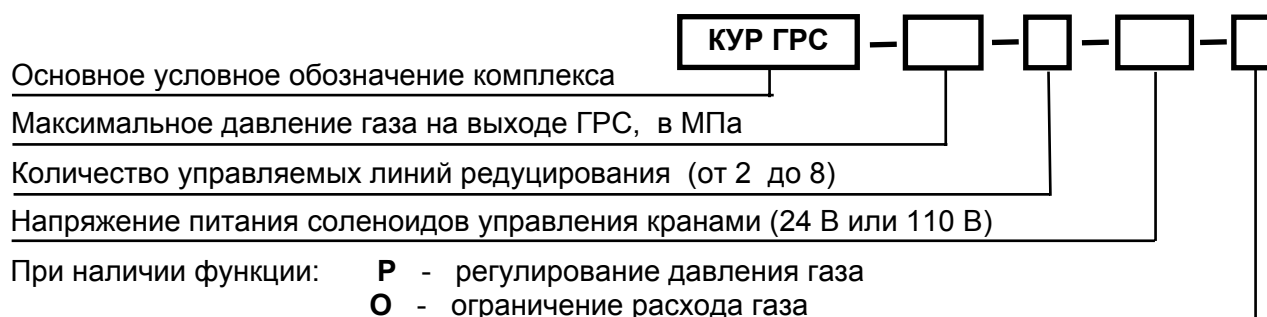 КУР ГРС
Основное условное обозначение комплекса
Максимальное давление газа на выходе ГРС, в МПа
Количество управляемых линий редуцирования (от 2 до 8)
Напряжение питания соленоидов управления кранами (24 В или 110 В)
При наличии функции: Р - регулирование давления газа
О - ограничение расхода газа